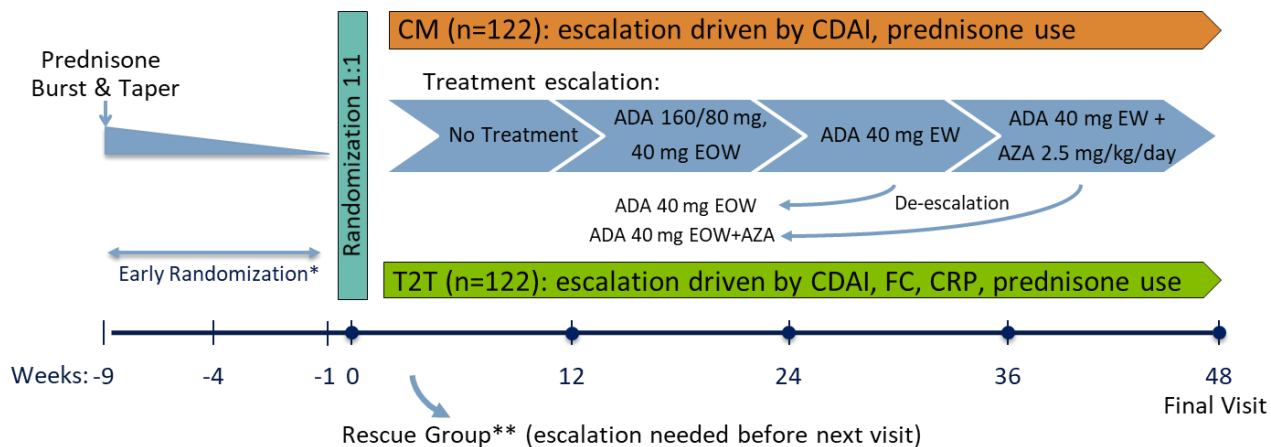 CM (n=122): escalation driven by CDAI, prednisone use
Prednisone
Burst & Taper
Randomization 1:1
Treatment escalation:
No Treatment
ADA 160/80 mg,
40 mg EOW
ADA 40 mg EW
ADA 40 mg EW +
AZA 2.5 mg/kg/day
ADA 40 mg EOW
De-escalation
ADA 40 mg EOW+AZA
Early Randomization*
T2T (n=122): escalation driven by CDAI, FC, CRP, prednisone use
Weeks: -9 -4 -1 0 12 24 36 48
Final Visit
Rescue Group** (escalation needed before next visit)